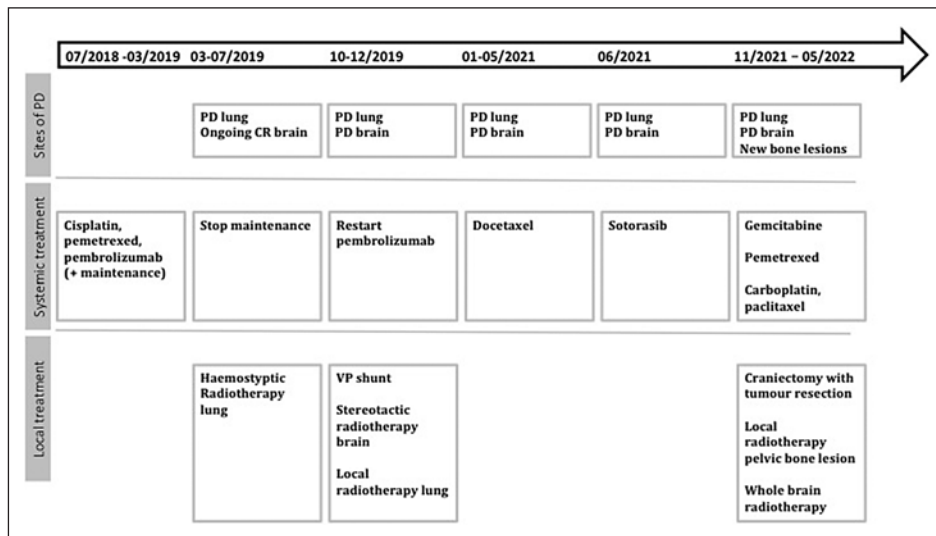 07/2018 -03/2019 03-07/2019 10-12/2019 01-05/2021 06/2021 11/2021 – 05/2022
Sites of PD
PD lung
Ongoing CR brain
PD lung
PD brain
PD lung
PD brain
PD lung
PD brain
PD lung
PD brain
New bone lesions
Systemic treatment
Cisplatin,
pemetrexed,
pembrolizumab
(+ maintenance)
Stop maintenance
Restart
pembrolizumab
Docetaxel
Sotorasib
Gemcitabine
Pemetrexed
Carboplatin,
paclitaxel
Local treatment
Haemostyptic
Radiotherapy
lung
VP shunt
Stereotactic
radiotherapy
brain
Local
radiotherapy lung
Craniectomy with
tumour resection
Local
radiotherapy
pelvic bone lesion
Whole brain
radiotherapy